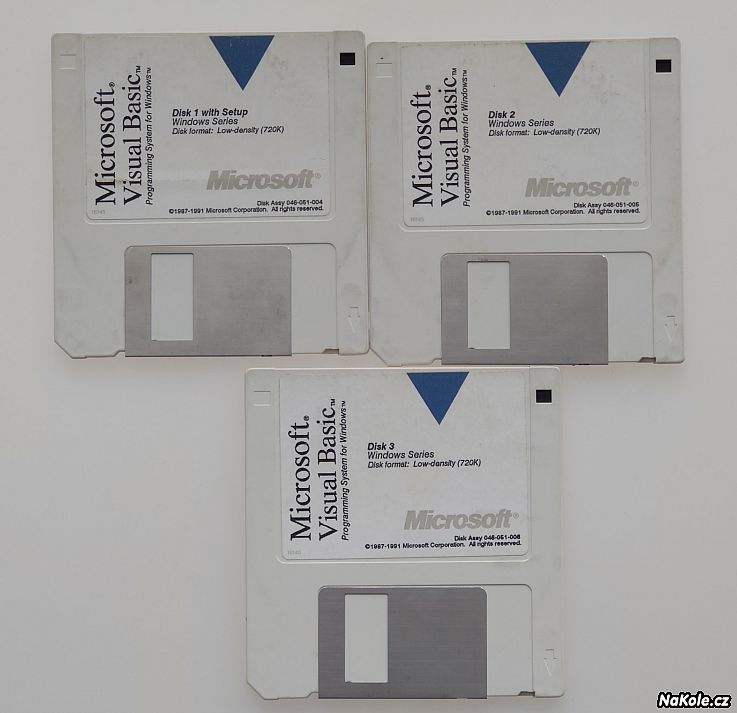 Microsoft®
Visual Basic™
Programming System for Windows™
Disk 1 with Setup
Windows Series
Disk format: Low-density (720K)
Microsoft®
Disk Assy 046-051-004
©1987-1991 Microsoft Corporation. All rights reserved.
16145
Microsoft®
Visual Basic™
Programming System for Windows™
Disk 2
Windows Series
Disk format: Low-density (720K)
Microsoft®
Disk Assy 046-051-005
©1987-1991 Microsoft Corporation. All rights reserved.
16145
Microsoft®
Visual Basic™
Programming System for Windows™
Disk 3
Windows Series
Disk format: Low-density (720K)
Microsoft®
Disk Assy 046-051-006
©1987-1991 Microsoft Corporation. All rights reserved.
16145
NaKole.cz